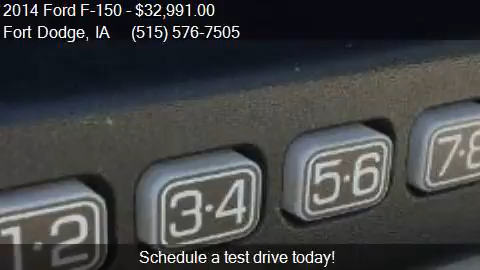 2014 Ford F-150 - $32,991.00
Fort Dodge, IA (515) 576-7505
1·2 3·4 5·6 7·8
Schedule a test drive today!